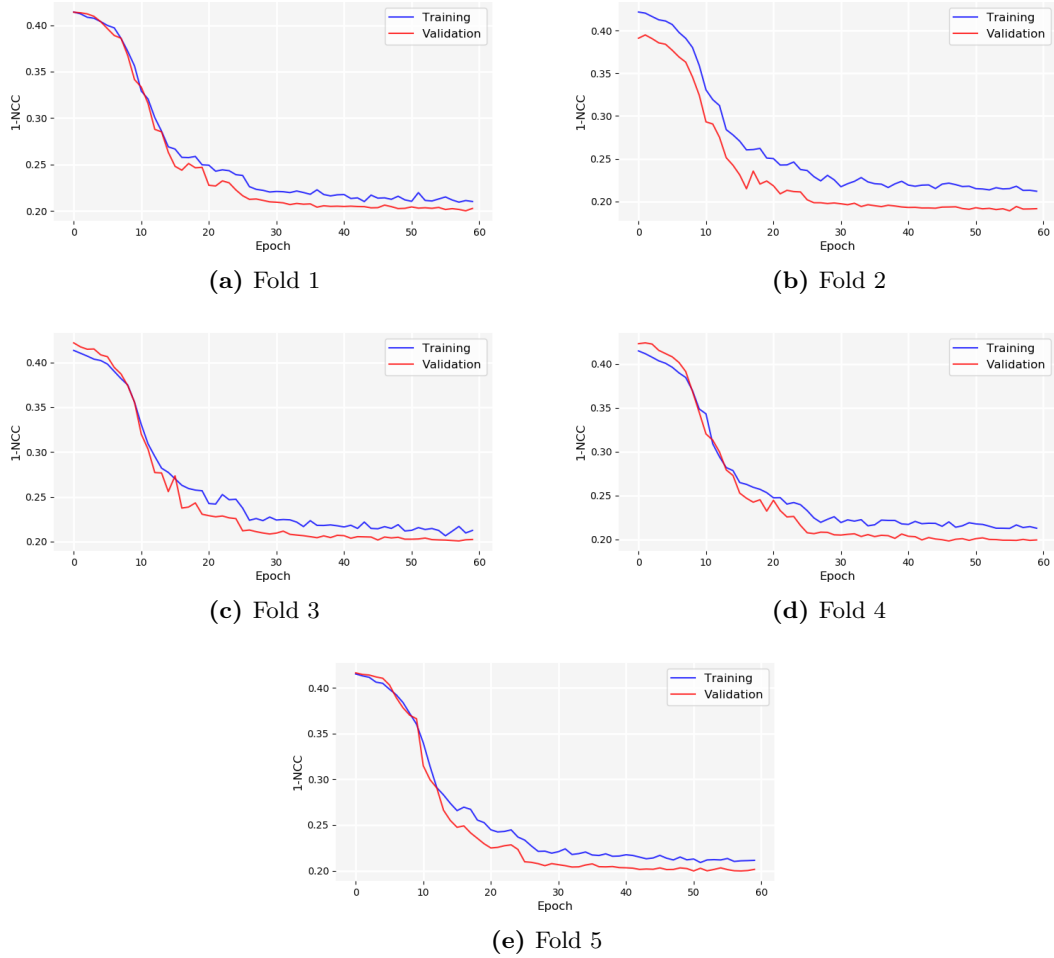 Training
Validation
0.40
0.35
0.30
0.25
0.20
1-NCC
0 10 20 30 40 50 60
Epoch
(a) Fold 1
Training
Validation
0.40
0.35
0.30
0.25
0.20
1-NCC
0 10 20 30 40 50 60
Epoch
(b) Fold 2
Training
Validation
0.40
0.35
0.30
0.25
0.20
1-NCC
0 10 20 30 40 50 60
Epoch
(c) Fold 3
Training
Validation
0.40
0.35
0.30
0.25
0.20
1-NCC
0 10 20 30 40 50 60
Epoch
(d) Fold 4
Training
Validation
0.40
0.35
0.30
0.25
0.20
1-NCC
0 10 20 30 40 50 60
Epoch
(e) Fold 5